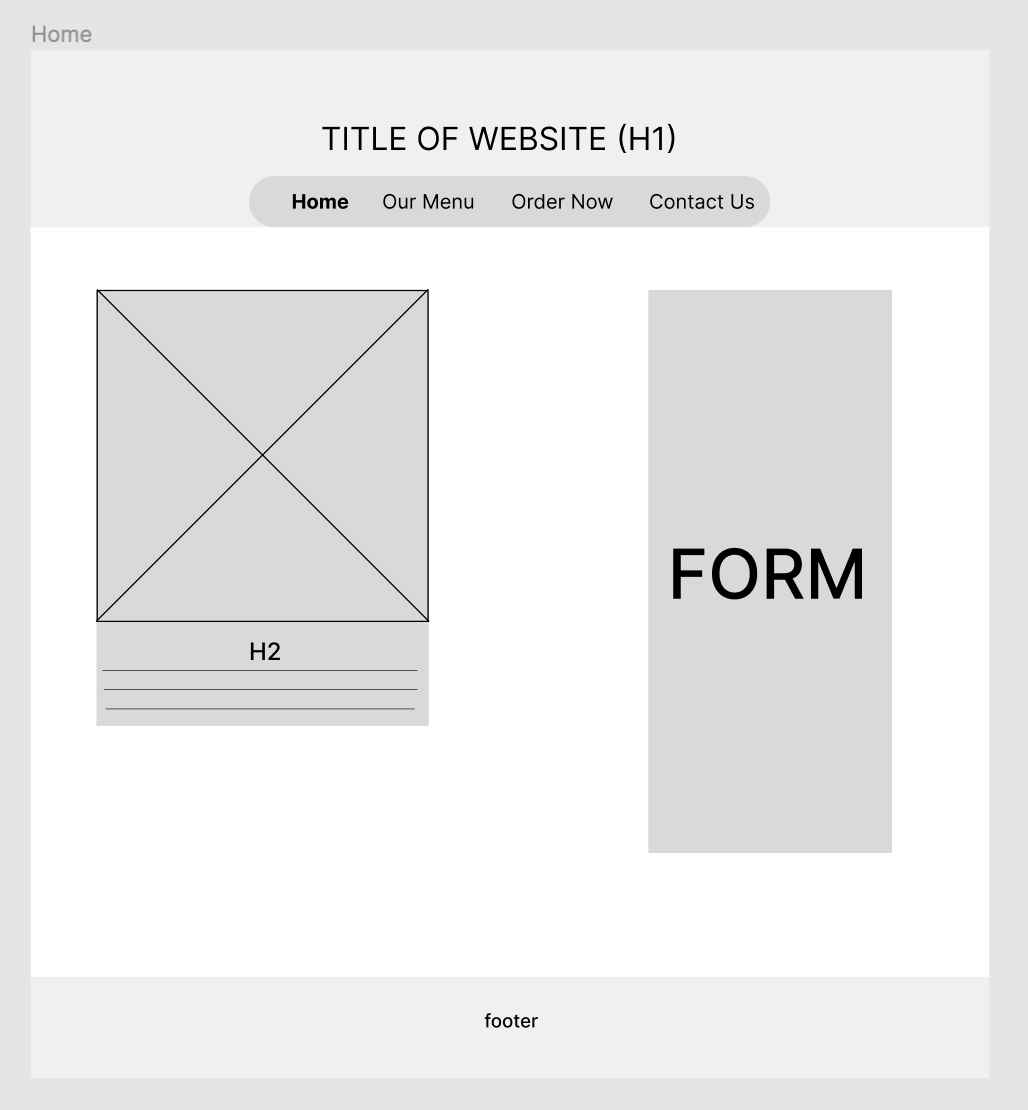 Home
TITLE OF WEBSITE (H1)
Home Our Menu Order Now Contact Us
FORM
H2
footer